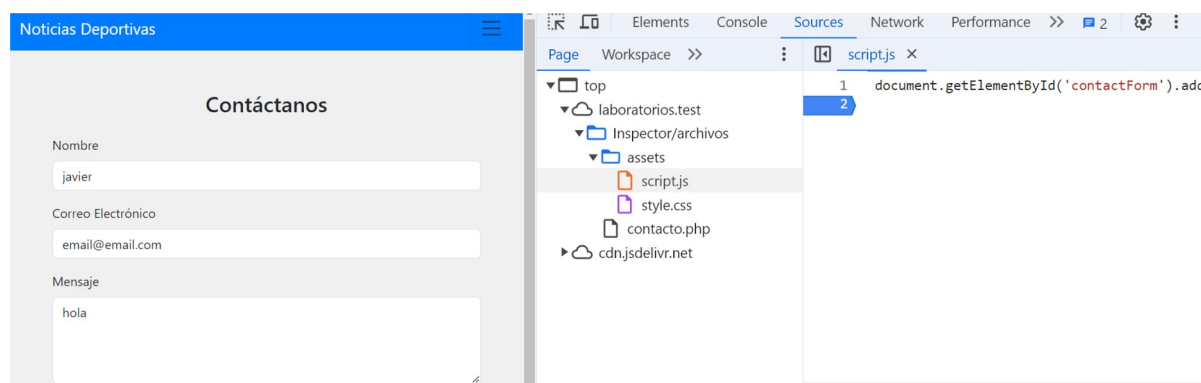 Noticias Deportivas
Contáctanos
Nombre
javier
Correo Electrónico
email@email.com
Mensaje
hola
Elements Console Sources Network Performance 2
Page Workspace
script.js
top
laboratorios.test
Inspector/archivos
assets
script.js
style.css
contacto.php
cdn.jsdelivr.net
1 document.getElementById('contactForm').add
2